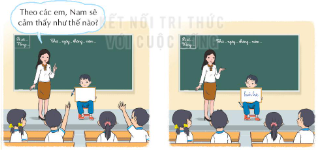 Theo các em, Nam sẽ
cảm thấy như thế nào?
KẾT NỐI TRI THỨC
VỚI CUỘC SỐNG
Thứ, ngày, tháng, năm...
Thứ, ngày, tháng, năm...